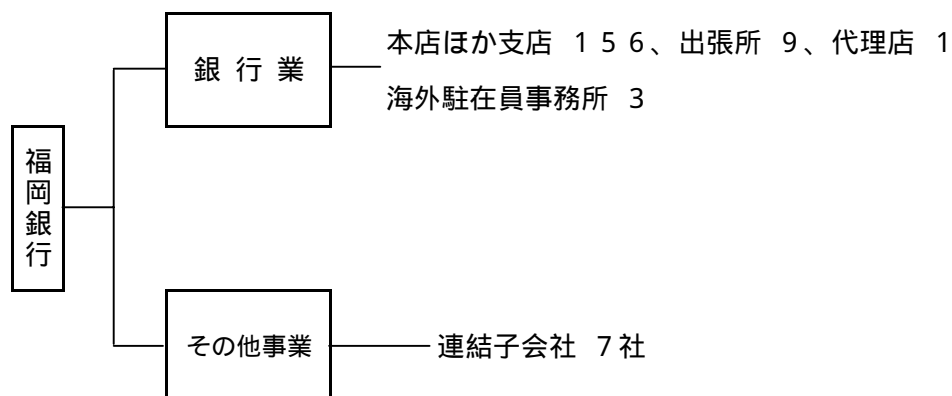 福岡銀行
銀行業
本店ほか支店 156、出張所 9、代理店 1
海外駐在員事務所 3
その他事業
連結子会社 7社